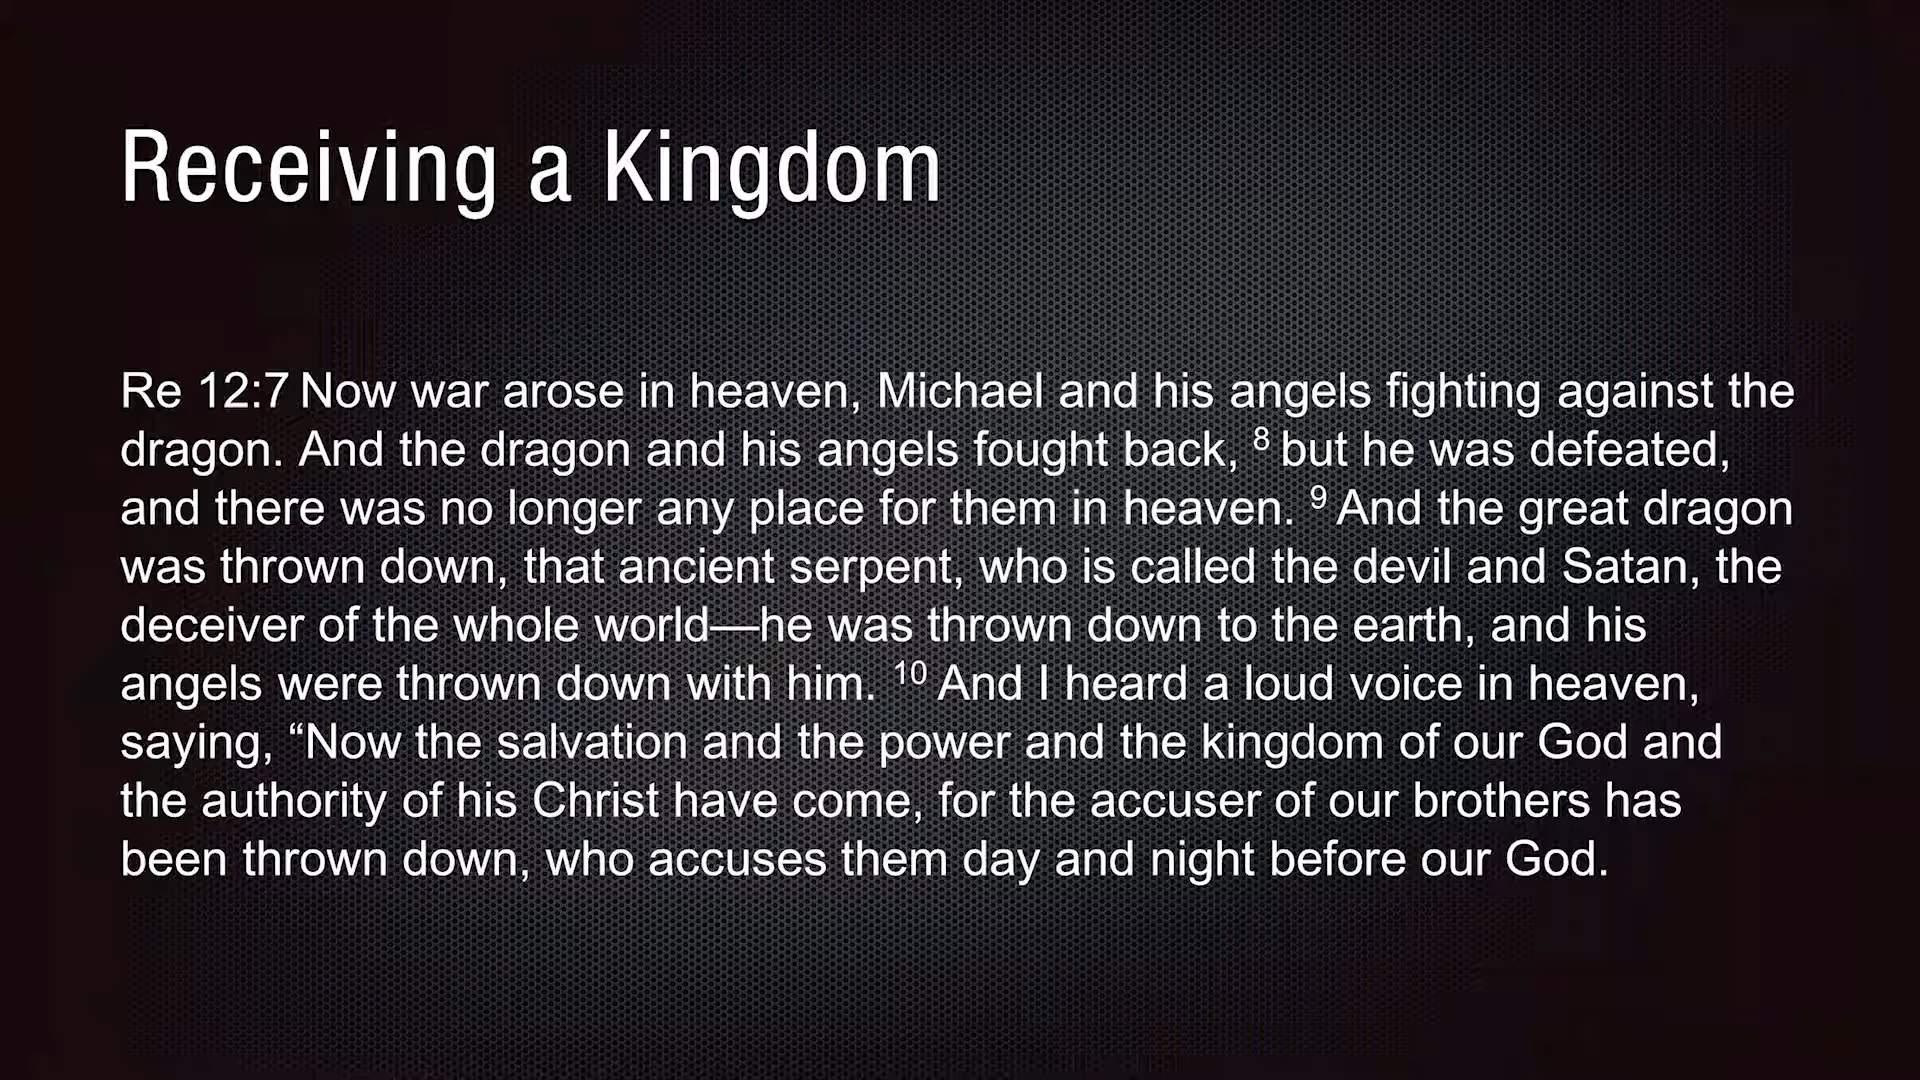 Receiving a Kingdom
Re 12:7 Now war arose in heaven, Michael and his angels fighting against the
dragon. And the dragon and his angels fought back, 8 but he was defeated,
and there was no longer any place for them in heaven. 9 And the great dragon
was thrown down, that ancient serpent, who is called the devil and Satan, the
deceiver of the whole world—he was thrown down to the earth, and his
angels were thrown down with him. 10 And I heard a loud voice in heaven,
saying, “Now the salvation and the power and the kingdom of our God and
the authority of his Christ have come, for the accuser of our brothers has
been thrown down, who accuses them day and night before our God.